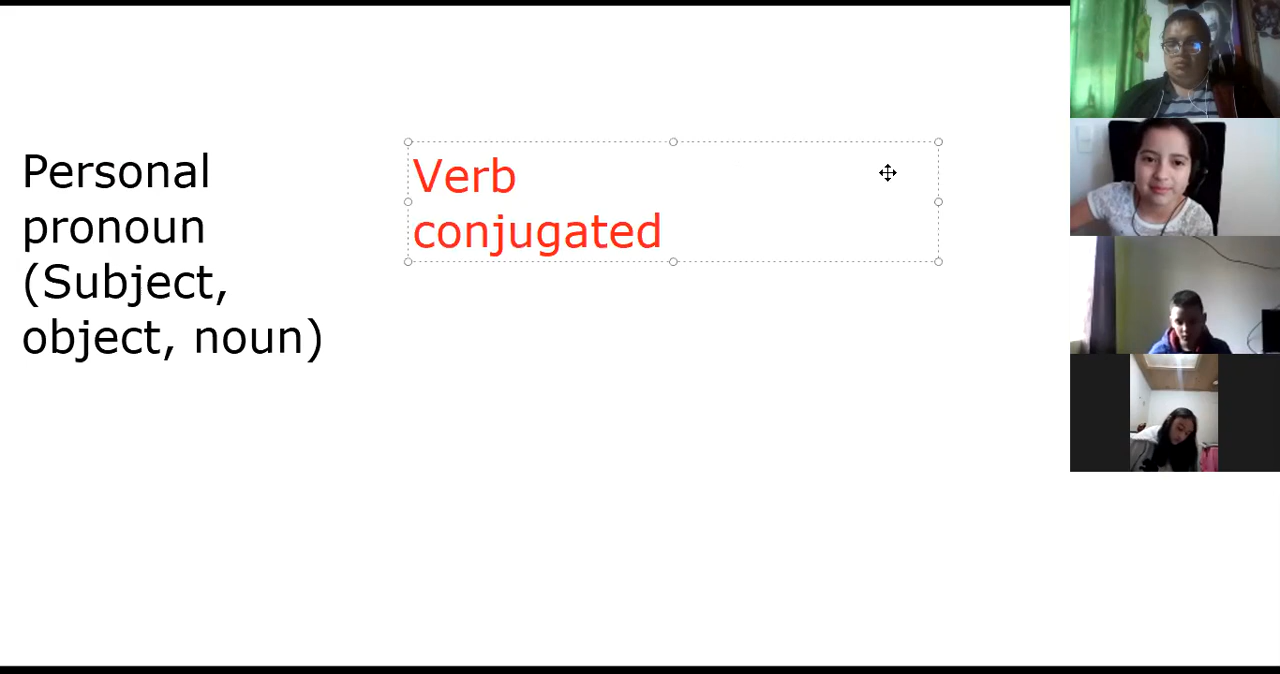 Personal
pronoun
(Subject,
object, noun)
Verb
conjugated